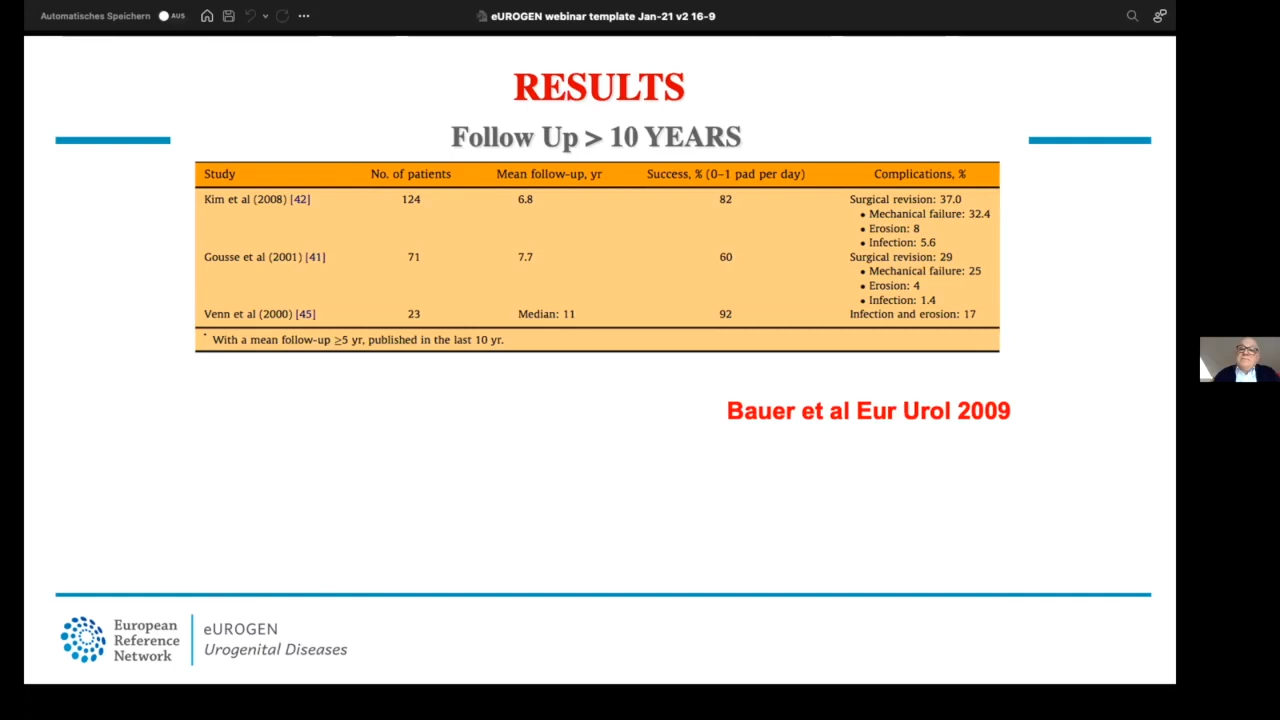 Automatisches Speichern AUS
eUROGEN webinar template Jan-21 v2 16-9
RESULTS
Follow Up > 10 YEARS
Study No. of patients Mean follow-up, yr Success, % (0–1 pad per day) Complications, %
Kim et al (2008) [42] 124 6.8 82 Surgical revision: 37.0
• Mechanical failure: 32.4
• Erosion: 8
• Infection: 5.6
Gousse et al (2001) [41] 71 7.7 60 Surgical revision: 29
• Mechanical failure: 25
• Erosion: 4
• Infection: 1.4
Venn et al (2000) [45] 23 Median: 11 92 Infection and erosion: 17
* With a mean follow-up ≥5 yr, published in the last 10 yr.
Bauer et al Eur Urol 2009
European
Reference
Network
eUROGEN
Urogenital Diseases